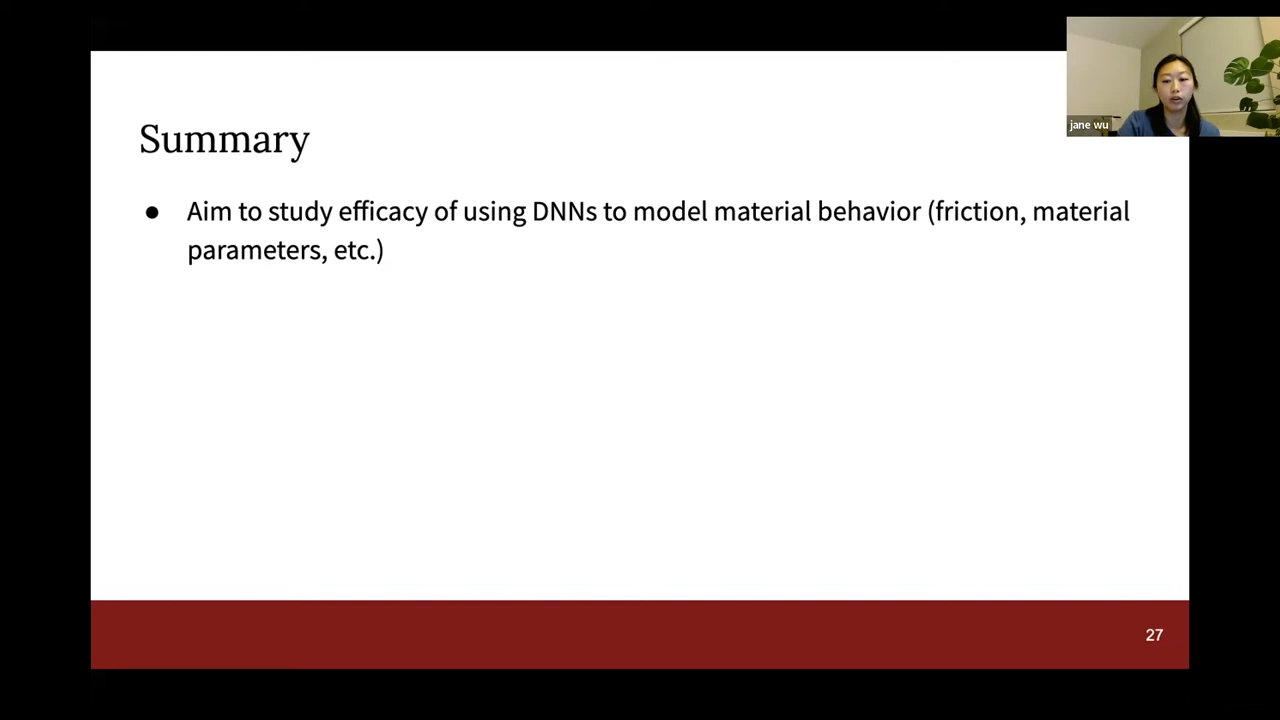 jane wu
Summary
● Aim to study efficacy of using DNNs to model material behavior (friction, material
parameters, etc.)
27